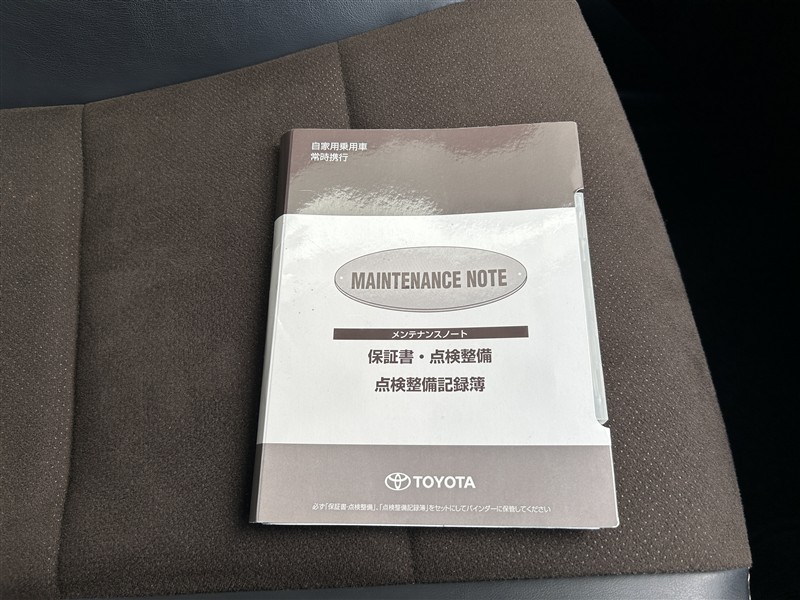 自家用乗用車
常時携行
MAINTENANCE NOTE
メンテナンスノート
保証書・点検整備
点検整備記録簿
TOYOTA
必ず「保証書・点検整備」、「点検整備記録簿」をセットにしてバインダーに保管してください